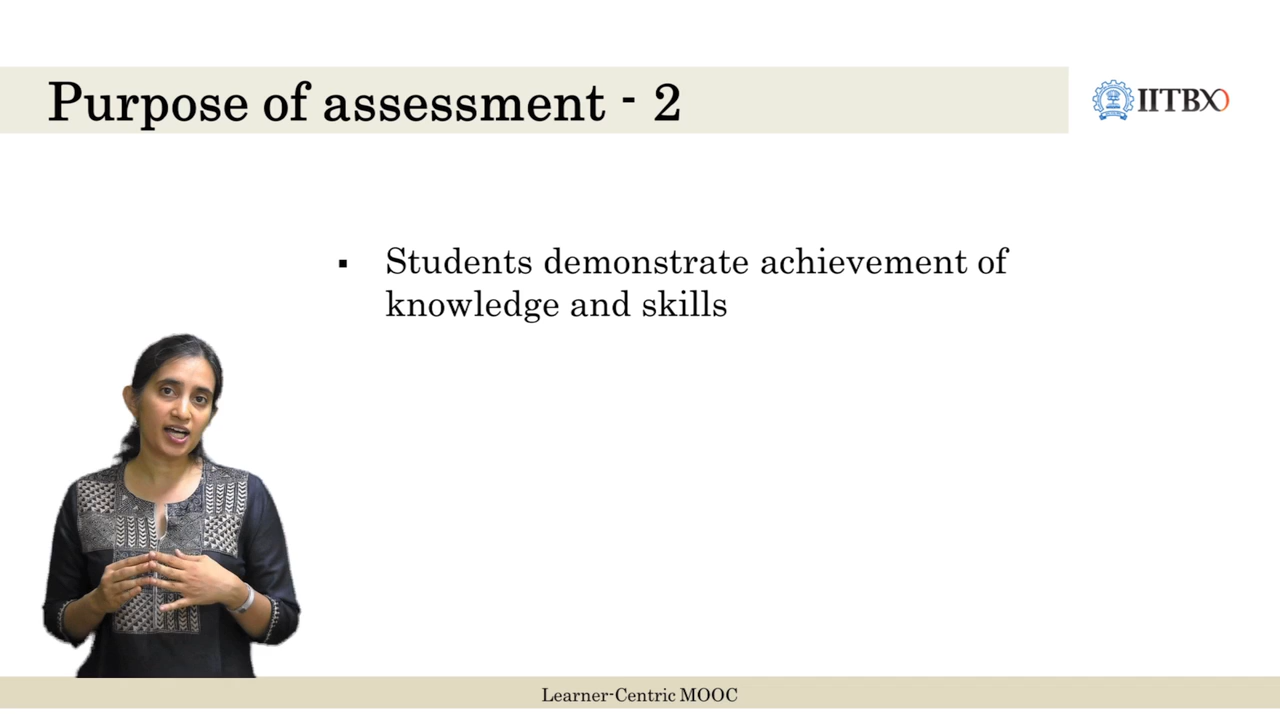 Purpose of assessment - 2
IITBX
▪ Students demonstrate achievement of
knowledge and skills
Learner-Centric MOOC